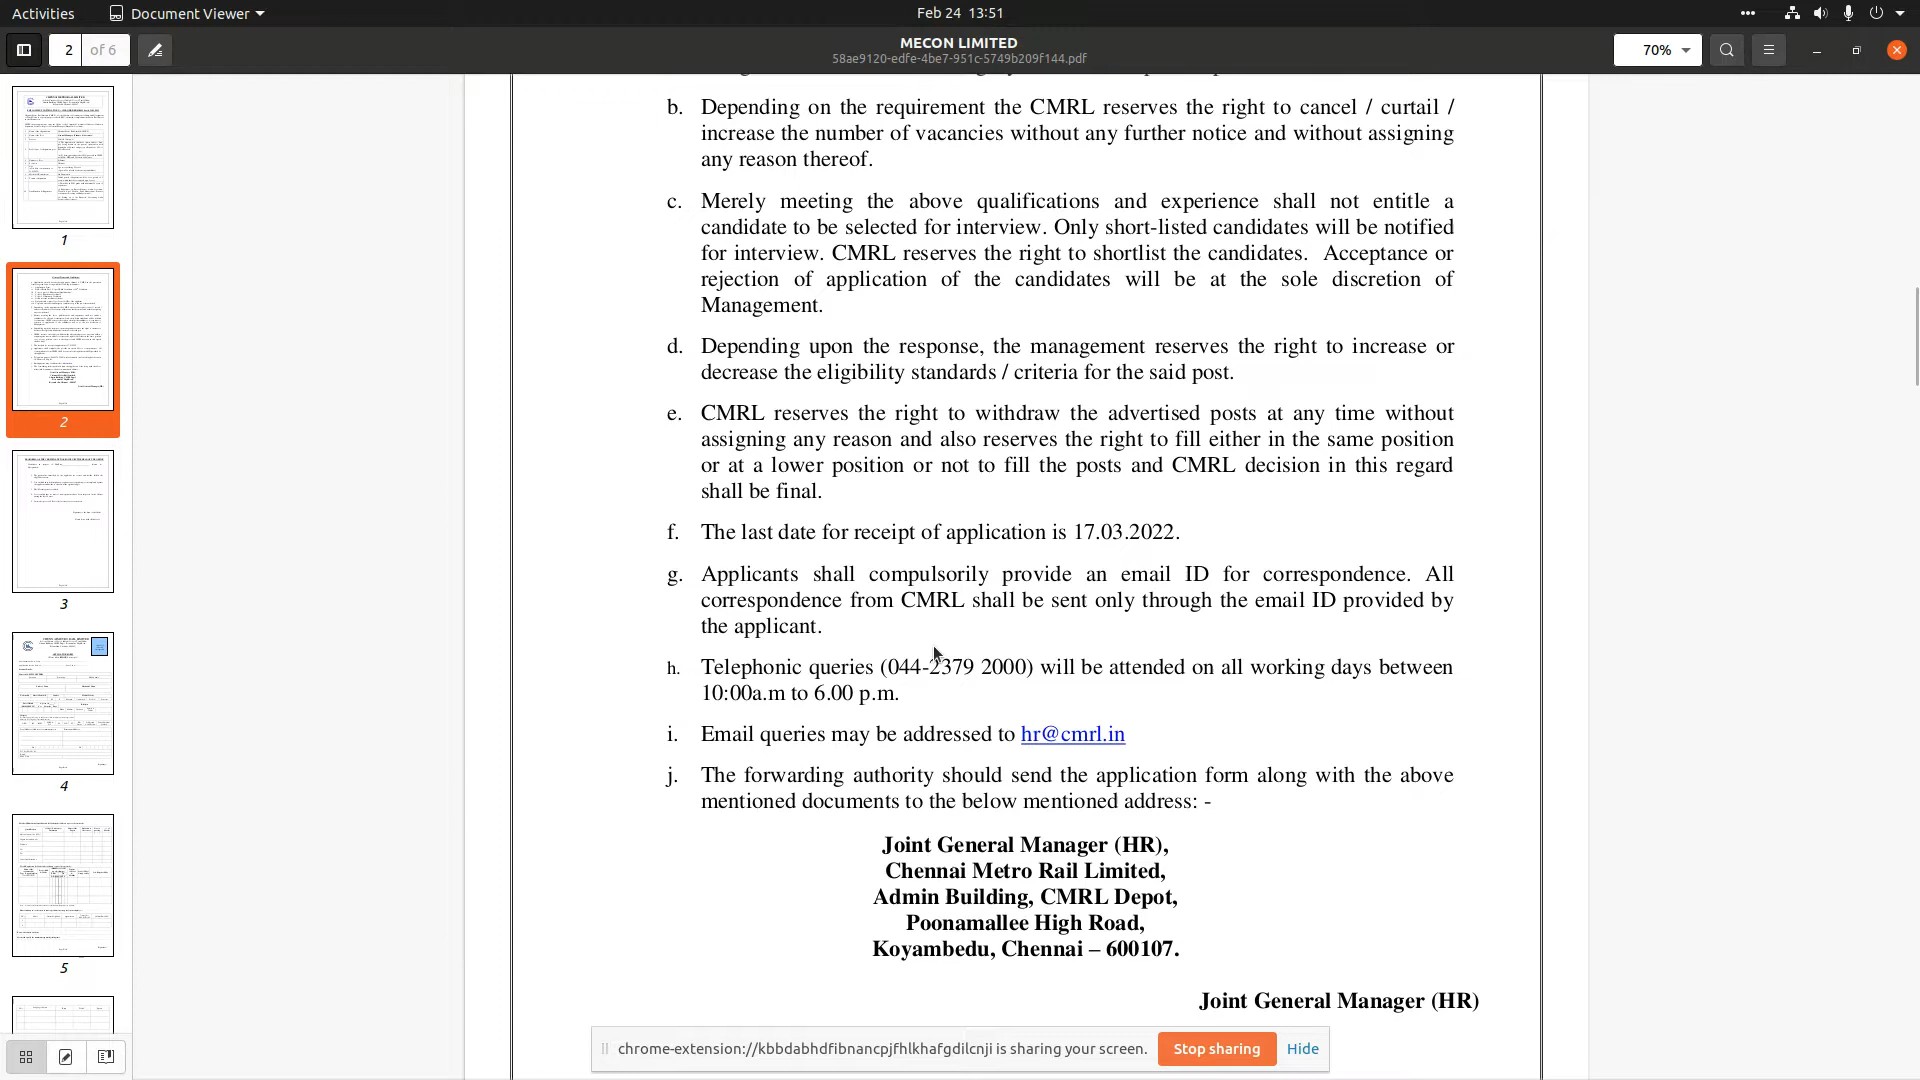 Activities Document Viewer Feb 24 13:51
2 of 6 MECON LIMITED 70%
58ae9120-edfe-4be7-951c-5749b209f144.pdf
b. Depending on the requirement the CMRL reserves the right to cancel / curtail /
increase the number of vacancies without any further notice and without assigning
any reason thereof.
c. Merely meeting the above qualifications and experience shall not entitle a
candidate to be selected for interview. Only short-listed candidates will be notified
for interview. CMRL reserves the right to shortlist the candidates. Acceptance or
rejection of application of the candidates will be at the sole discretion of
Management.
d. Depending upon the response, the management reserves the right to increase or
decrease the eligibility standards / criteria for the said post.
e. CMRL reserves the right to withdraw the advertised posts at any time without
assigning any reason and also reserves the right to fill either in the same position
or at a lower position or not to fill the posts and CMRL decision in this regard
shall be final.
f. The last date for receipt of application is 17.03.2022.
g. Applicants shall compulsorily provide an email ID for correspondence. All
correspondence from CMRL shall be sent only through the email ID provided by
the applicant.
h. Telephonic queries (044-2379 2000) will be attended on all working days between
10:00a.m to 6.00 p.m.
i. Email queries may be addressed to hr@cmrl.in
j. The forwarding authority should send the application form along with the above
mentioned documents to the below mentioned address: -
Joint General Manager (HR),
Chennai Metro Rail Limited,
Admin Building, CMRL Depot,
Poonamallee High Road,
Koyambedu, Chennai – 600107.
Joint General Manager (HR)
1
2
3
4
5
chrome-extension://kbbdabhdfibnancpjfhlkhafgdilcnji is sharing your screen. Stop sharing Hide